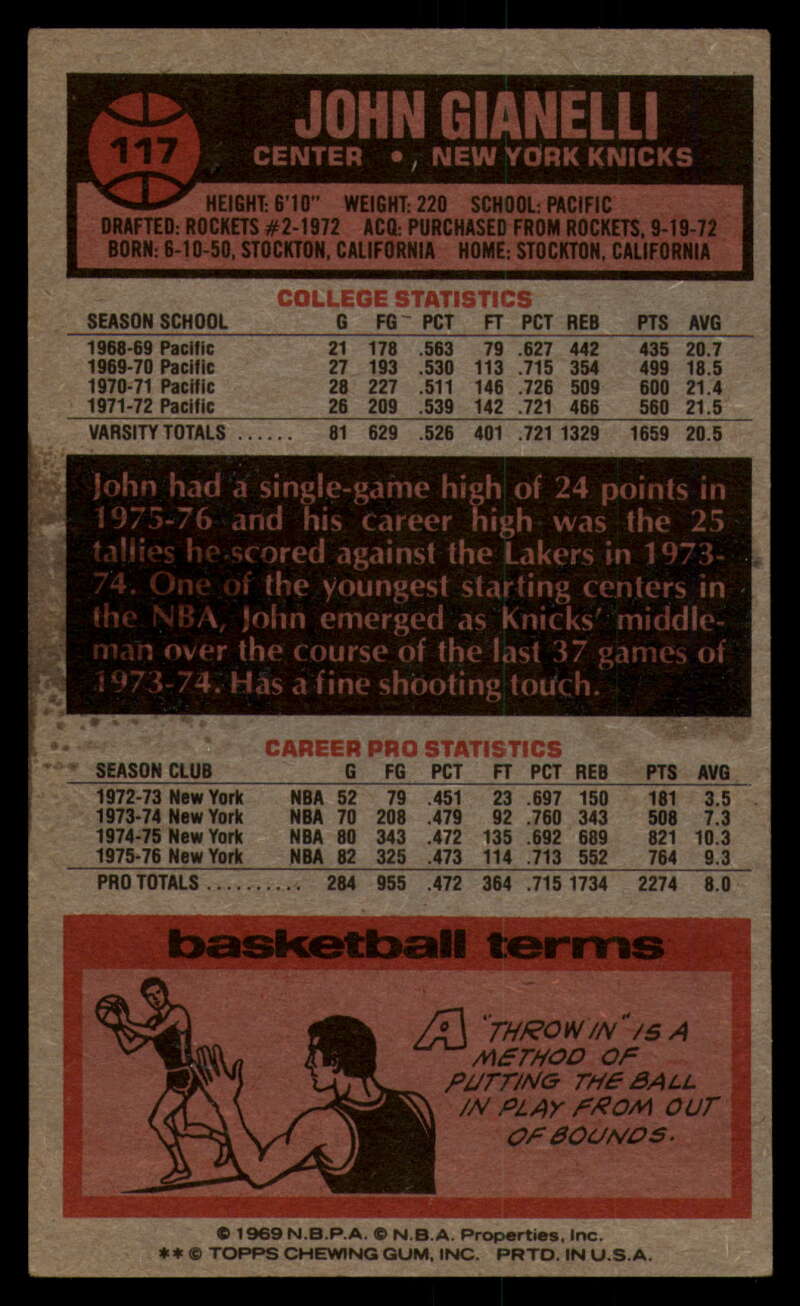 117
JOHN GIANELLI
CENTER • NEW YORK KNICKS
HEIGHT: 6'10" WEIGHT: 220 SCHOOL: PACIFIC
DRAFTED: ROCKETS #2-1972 ACQ: PURCHASED FROM ROCKETS, 9-19-72
BORN: 6-10-50, STOCKTON, CALIFORNIA HOME: STOCKTON, CALIFORNIA
COLLEGE STATISTICS
SEASON SCHOOL G FG PCT FT PCT REB PTS AVG
1968-69 Pacific 21 178 .563 79 .627 442 435 20.7
1969-70 Pacific 27 193 .530 113 .715 354 499 18.5
1970-71 Pacific 28 227 .511 146 .726 509 600 21.4
1971-72 Pacific 26 209 .539 142 .721 466 560 21.5
VARSITY TOTALS ...... 81 629 .526 401 .721 1329 1659 20.5
John had a single-game high of 24 points in
1975-76 and his career high was the 25
tallies he scored against the Lakers in 1973-
74. One of the youngest starting centers in
the NBA, John emerged as Knicks' middle-
man over the course of the last 37 games of
1973-74. Has a fine shooting touch.
CAREER PRO STATISTICS
SEASON CLUB G FG PCT FT PCT REB PTS AVG
1972-73 New York NBA 52 79 .451 23 .697 150 181 3.5
1973-74 New York NBA 70 208 .479 92 .760 343 508 7.3
1974-75 New York NBA 80 343 .472 135 .692 689 821 10.3
1975-76 New York NBA 82 325 .473 114 .713 552 764 9.3
PRO TOTALS .......... 284 955 .472 364 .715 1734 2274 8.0
basketball terms
A "THROW IN" IS A
METHOD OF
PUTTING THE BALL
IN PLAY FROM OUT
OF BOUNDS.
© 1969 N.B.P.A. © N.B.A. Properties, Inc.
** © TOPPS CHEWING GUM, INC. PRTD. IN U.S.A.